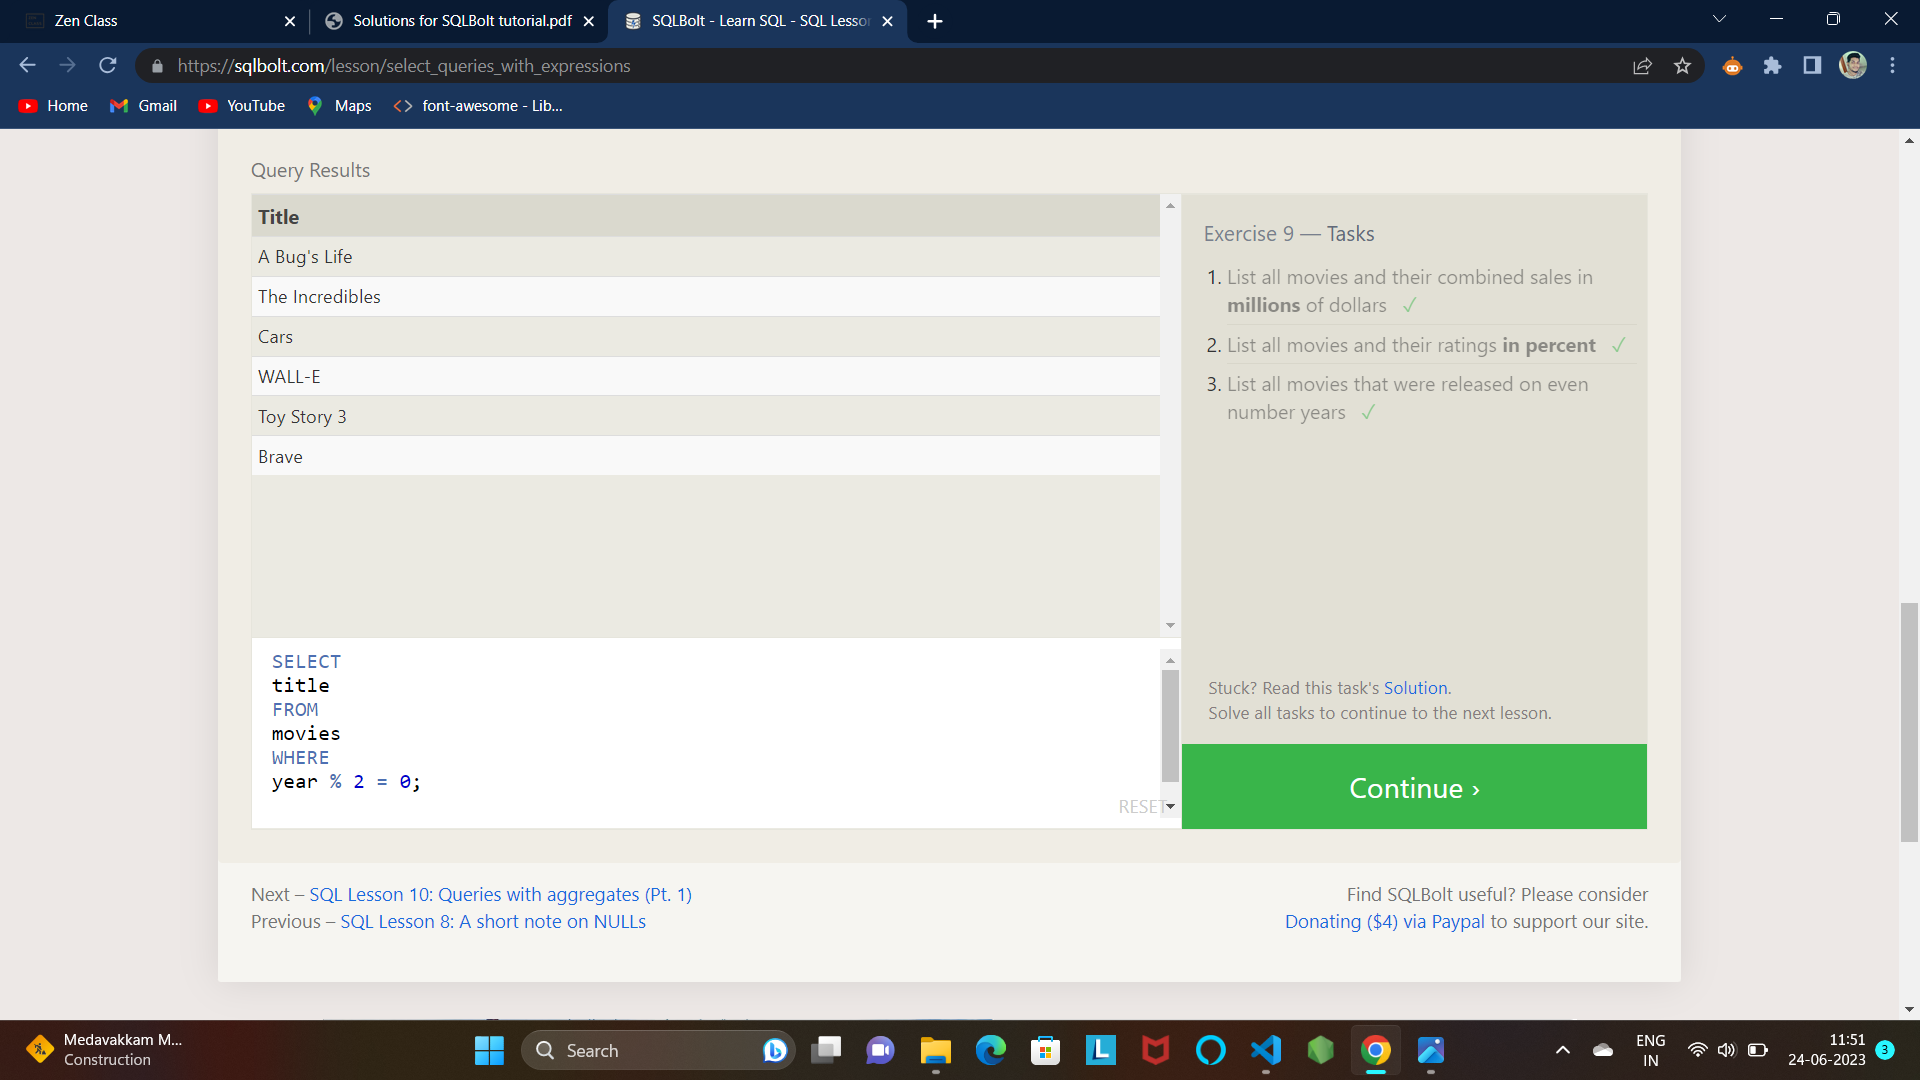 Zen Class
Solutions for SQLBolt tutorial.pdf
SQLBolt - Learn SQL - SQL Lesson
https://sqlbolt.com/lesson/select_queries_with_expressions
Home
Gmail
YouTube
Maps
font-awesome - Lib...
Query Results
Title
A Bug's Life
The Incredibles
Cars
WALL-E
Toy Story 3
Brave
Exercise 9 — Tasks
1. List all movies and their combined sales in
millions of dollars ✓
2. List all movies and their ratings in percent ✓
3. List all movies that were released on even
number years ✓
Stuck? Read this task's Solution.
Solve all tasks to continue to the next lesson.
Continue ›
SELECT
title
FROM
movies
WHERE
year % 2 = 0;
RESET
Next – SQL Lesson 10: Queries with aggregates (Pt. 1)
Previous – SQL Lesson 8: A short note on NULLs
Find SQLBolt useful? Please consider
Donating ($4) via Paypal to support our site.
Medavakkam M...
Construction
Search
L
ENG
IN
11:51
24-06-2023
3